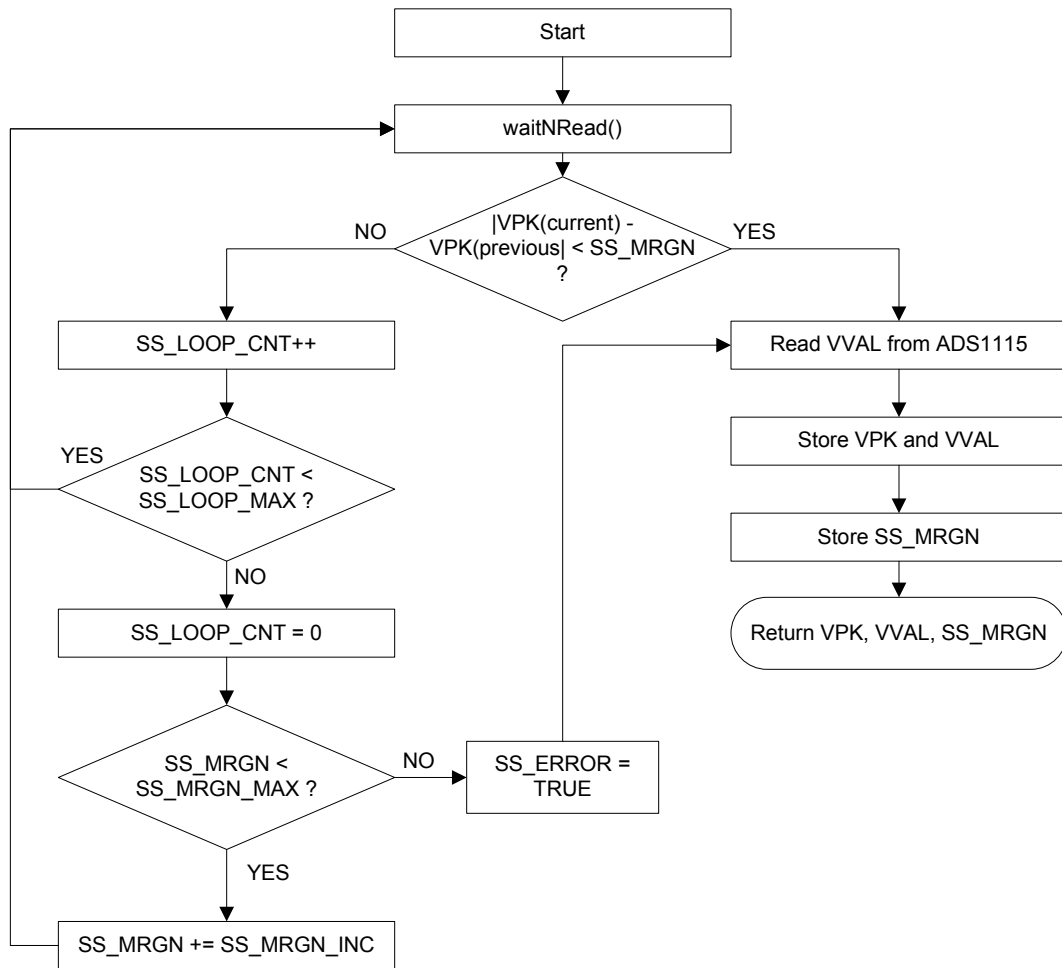 Start
waitNRead()
|VPK(current) -
VPK(previous| < SS_MRGN
?
NO
YES
SS_LOOP_CNT++
Read VVAL from ADS1115
YES
SS_LOOP_CNT <
SS_LOOP_MAX ?
Store VPK and VVAL
Store SS_MRGN
NO
SS_LOOP_CNT = 0
Return VPK, VVAL, SS_MRGN
SS_MRGN <
SS_MRGN_MAX ?
NO
SS_ERROR =
TRUE
YES
SS_MRGN += SS_MRGN_INC